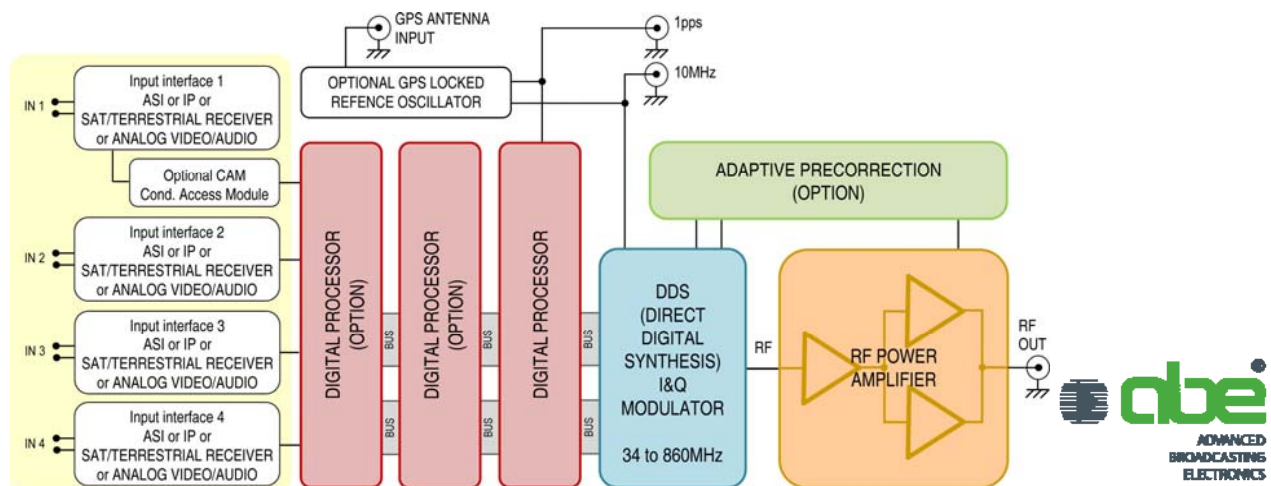 GPS ANTENNA
INPUT
1pps
10MHz
OPTIONAL GPS LOCKED
REFENCE OSCILLATOR
IN 1
Input interface 1
ASI or IP or
SAT/TERRESTRIAL RECEIVER
or ANALOG VIDEO/AUDIO
Optional CAM
Cond. Access Module
IN 2
Input interface 2
ASI or IP or
SAT/TERRESTRIAL RECEIVER
or ANALOG VIDEO/AUDIO
IN 3
Input interface 3
ASI or IP or
SAT/TERRESTRIAL RECEIVER
or ANALOG VIDEO/AUDIO
IN 4
Input interface 4
ASI or IP or
SAT/TERRESTRIAL RECEIVER
or ANALOG VIDEO/AUDIO
DIGITAL PROCESSOR
(OPTION)
BUS
BUS
DIGITAL PROCESSOR
(OPTION)
BUS
BUS
DIGITAL PROCESSOR
BUS
BUS
DDS
(DIRECT
DIGITAL
SYNTHESIS)
I&Q
MODULATOR
34 to 860MHz
ADAPTIVE PRECORRECTION
(OPTION)
RF
RF POWER
AMPLIFIER
RF
OUT
abe®
ADVANCED
BROADCASTING
ELECTRONICS